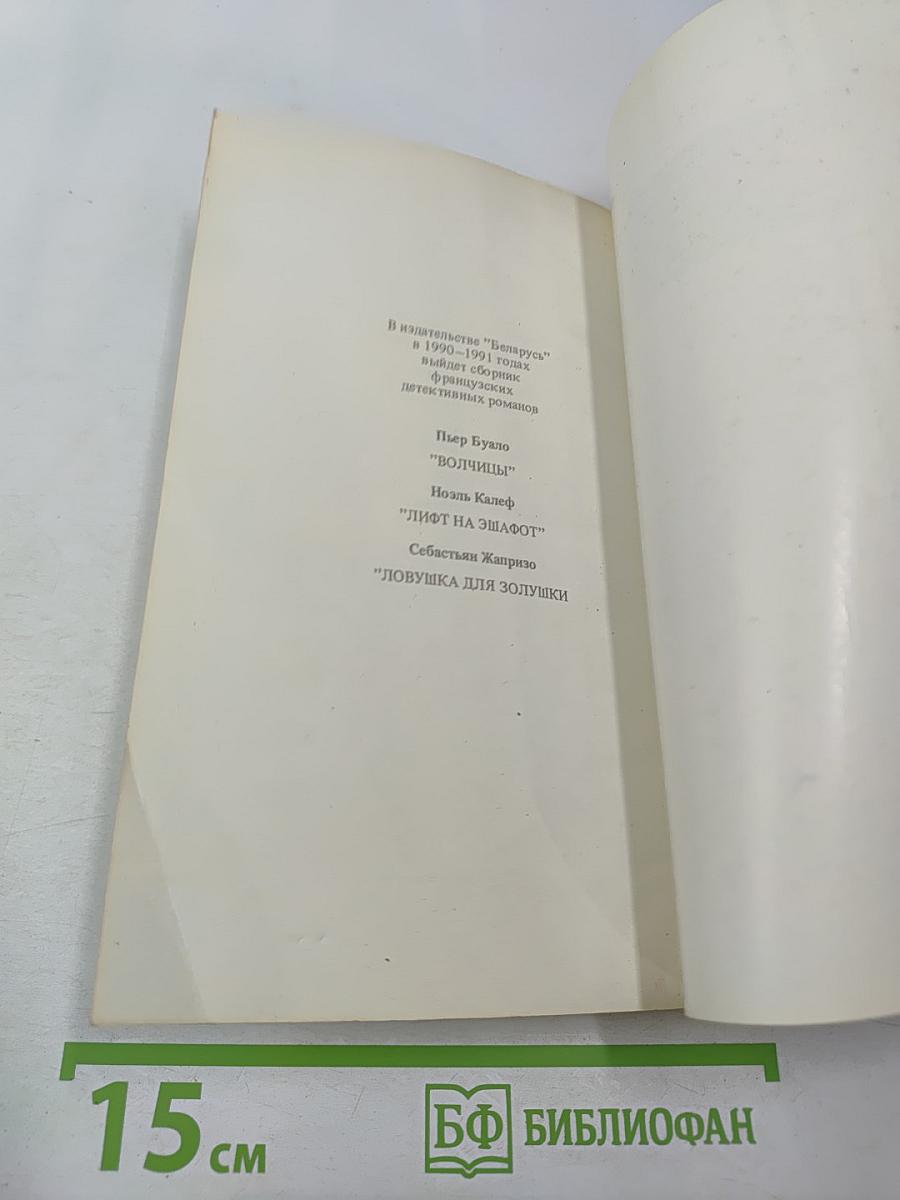 В издательстве "Беларусь"
в 1990—1991 годах
выйдет сборник
французских
детективных романов
Пьер Буало
"ВОЛЧИЦЫ"
Ноэль Калеф
"ЛИФТ НА ЭШАФОТ"
Себастьян Жапризо
"ЛОВУШКА ДЛЯ ЗОЛУШКИ
15 см
БФ БИБЛИОФАН